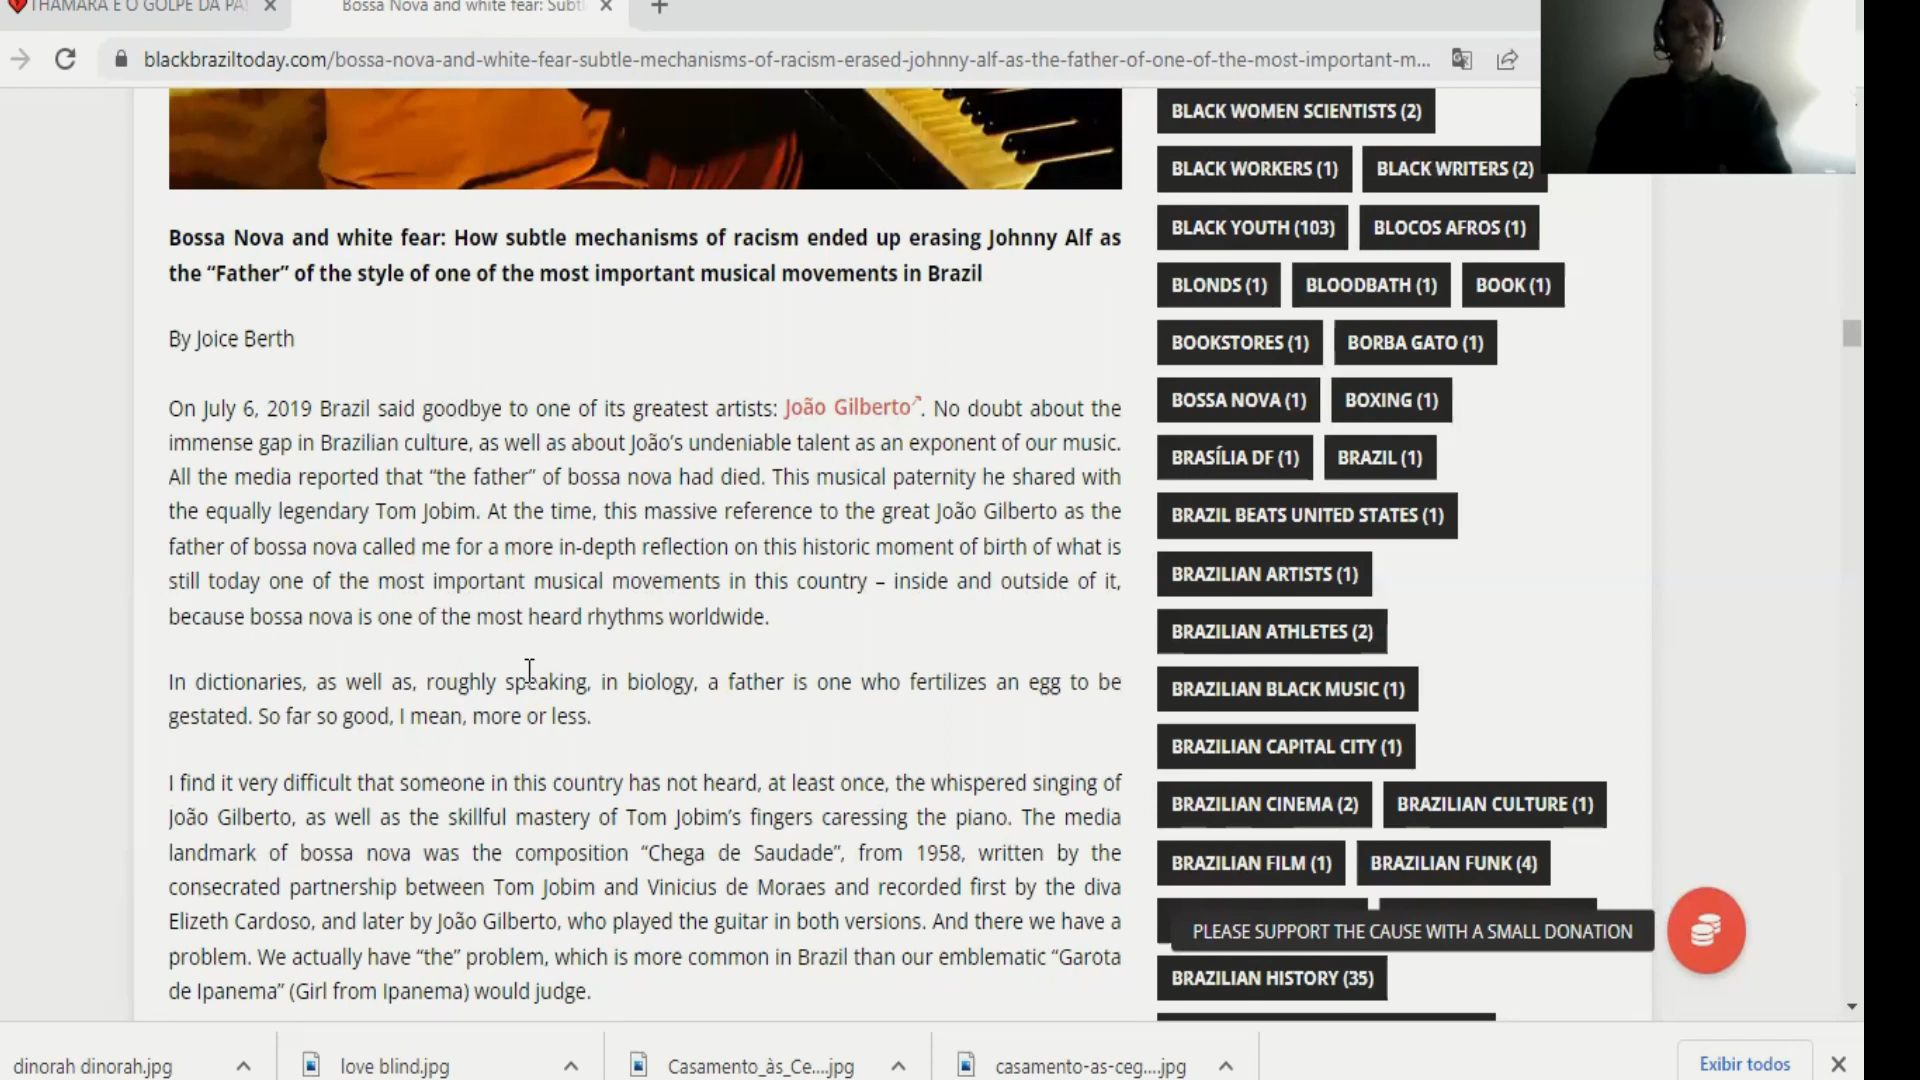 THAMARA E O GOLPE DA PA
Bossa Nova and white fear: Subt
blackbraziltoday.com/bossa-nova-and-white-fear-subtle-mechanisms-of-racism-erased-johnny-alf-as-the-father-of-one-of-the-most-important-m...
Bossa Nova and white fear: How subtle mechanisms of racism ended up erasing Johnny Alf as
the “Father” of the style of one of the most important musical movements in Brazil
By Joice Berth
On July 6, 2019 Brazil said goodbye to one of its greatest artists: João Gilberto. No doubt about the
immense gap in Brazilian culture, as well as about João’s undeniable talent as an exponent of our music.
All the media reported that “the father” of bossa nova had died. This musical paternity he shared with
the equally legendary Tom Jobim. At the time, this massive reference to the great João Gilberto as the
father of bossa nova called me for a more in-depth reflection on this historic moment of birth of what is
still today one of the most important musical movements in this country – inside and outside of it,
because bossa nova is one of the most heard rhythms worldwide.
In dictionaries, as well as, roughly speaking, in biology, a father is one who fertilizes an egg to be
gestated. So far so good, I mean, more or less.
I find it very difficult that someone in this country has not heard, at least once, the whispered singing of
João Gilberto, as well as the skillful mastery of Tom Jobim’s fingers caressing the piano. The media
landmark of bossa nova was the composition “Chega de Saudade”, from 1958, written by the
consecrated partnership between Tom Jobim and Vinicius de Moraes and recorded first by the diva
Elizeth Cardoso, and later by João Gilberto, who played the guitar in both versions. And there we have a
problem. We actually have “the” problem, which is more common in Brazil than our emblematic “Garota
de Ipanema” (Girl from Ipanema) would judge.
BLACK WOMEN SCIENTISTS (2)
BLACK WORKERS (1) BLACK WRITERS (2)
BLACK YOUTH (103) BLOCOS AFROS (1)
BLONDS (1) BLOODBATH (1) BOOK (1)
BOOKSTORES (1) BORBA GATO (1)
BOSSA NOVA (1) BOXING (1)
BRASÍLIA DF (1) BRAZIL (1)
BRAZIL BEATS UNITED STATES (1)
BRAZILIAN ARTISTS (1)
BRAZILIAN ATHLETES (2)
BRAZILIAN BLACK MUSIC (1)
BRAZILIAN CAPITAL CITY (1)
BRAZILIAN CINEMA (2) BRAZILIAN CULTURE (1)
BRAZILIAN FILM (1) BRAZILIAN FUNK (4)
PLEASE SUPPORT THE CAUSE WITH A SMALL DONATION
BRAZILIAN HISTORY (35)
dinorah dinorah.jpg love blind.jpg Casamento_às_Ce....jpg casamento-as-ceg....jpg Exibir todos